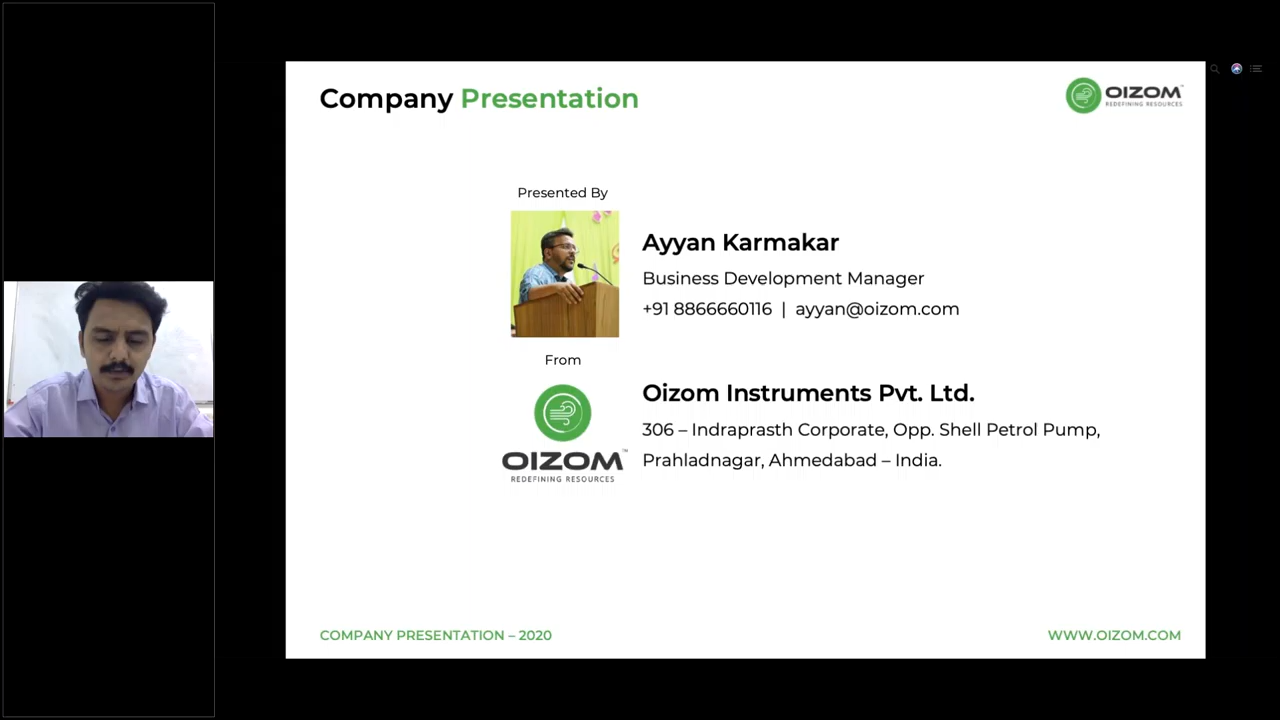 Company Presentation
OIZOM™
REDEFINING RESOURCES
Presented By
Ayyan Karmakar
Business Development Manager
+91 8866660116 | ayyan@oizom.com
From
Oizom Instruments Pvt. Ltd.
306 – Indraprasth Corporate, Opp. Shell Petrol Pump,
Prahladnagar, Ahmedabad – India.
OIZOM™
REDEFINING RESOURCES
COMPANY PRESENTATION – 2020
WWW.OIZOM.COM